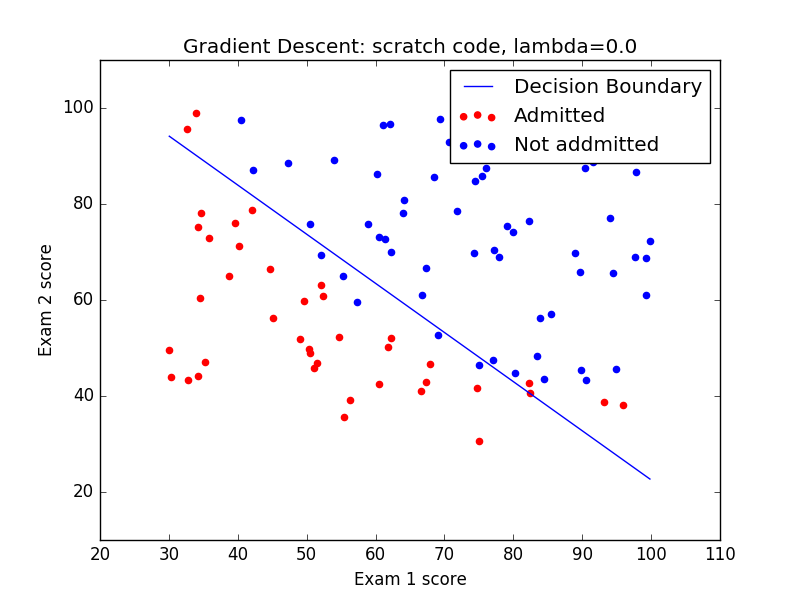 Gradient Descent: scratch code, lambda=0.0
Decision Boundary
Admitted
Not addmitted
Exam 2 score
100
80
60
40
20
20 30 40 50 60 70 80 90 100 110
Exam 1 score